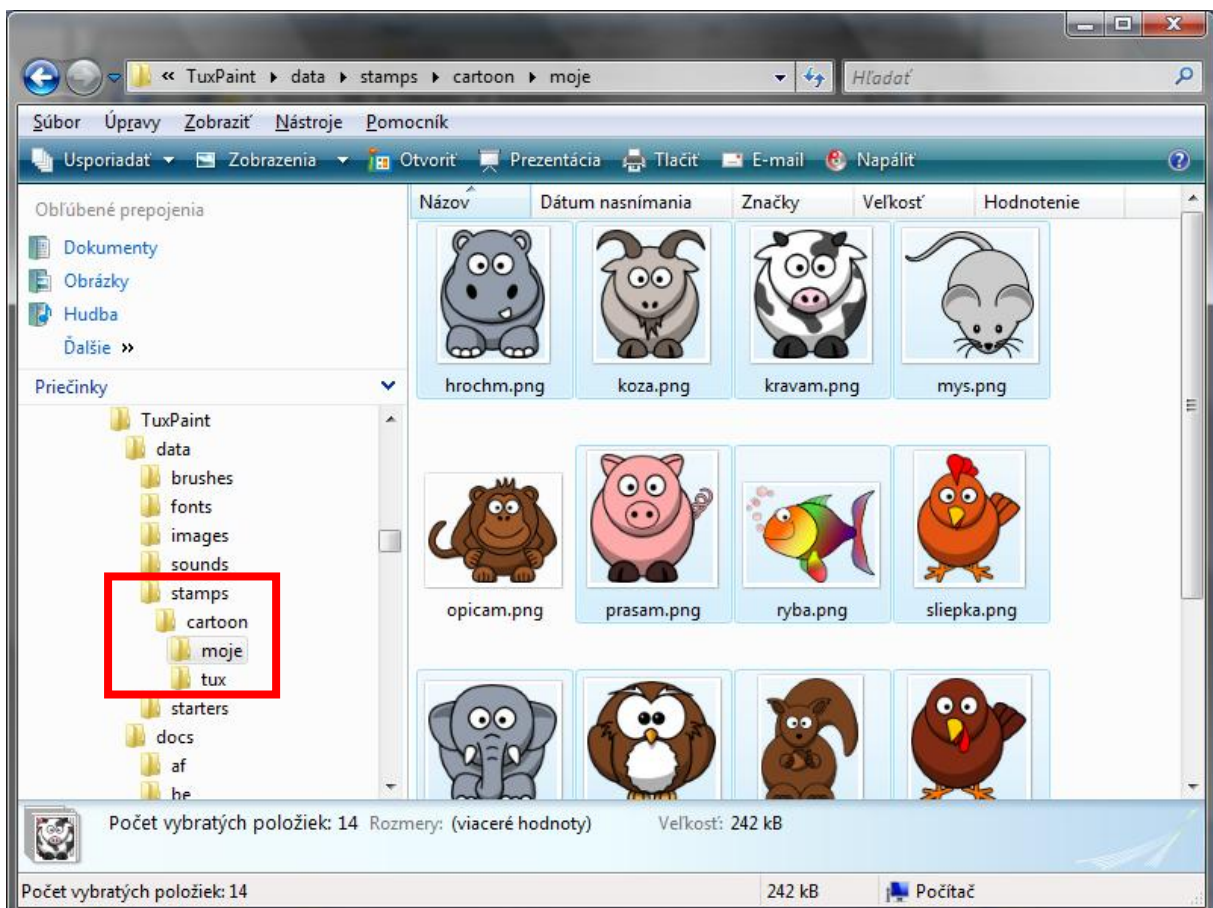 « TuxPaint ▸ data ▸ stamps ▸ cartoon ▸ moje Hľadať
Súbor Úpravy Zobraziť Nástroje Pomocník
Usporiadať Zobrazenia Otvoriť Prezentácia Tlačiť E-mail Napáliť
Obľúbené prepojenia
Dokumenty
Obrázky
Hudba
Ďalšie »
Priečinky
TuxPaint
data
brushes
fonts
images
sounds
stamps
cartoon
moje
tux
starters
docs
af
be
Názov Dátum nasnímania Značky Veľkosť Hodnotenie
hrochm.png koza.png kravam.png mys.png
opicam.png prasam.png ryba.png sliepka.png
Počet vybratých položiek: 14 Rozmery: (viaceré hodnoty) Veľkosť: 242 kB
Počet vybratých položiek: 14 242 kB Počítač